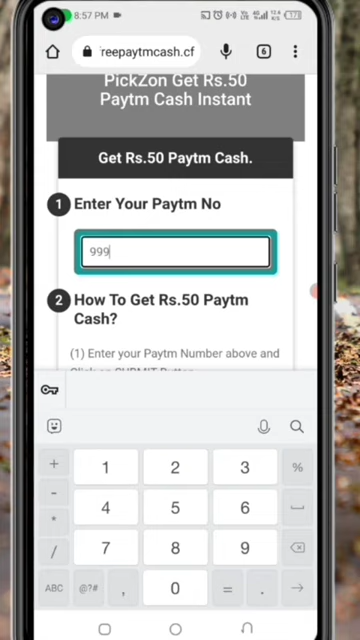 8:57 PM
reepaytmcash.cf
6
PickZon Get Rs.50
Paytm Cash Instant
Get Rs.50 Paytm Cash.
1 Enter Your Paytm No
999
2 How To Get Rs.50 Paytm
Cash?
(1) Enter your Paytm Number above and
+ 1 2 3 %
- 4 5 6
*
/ 7 8 9
ABC @?# , 0 = .